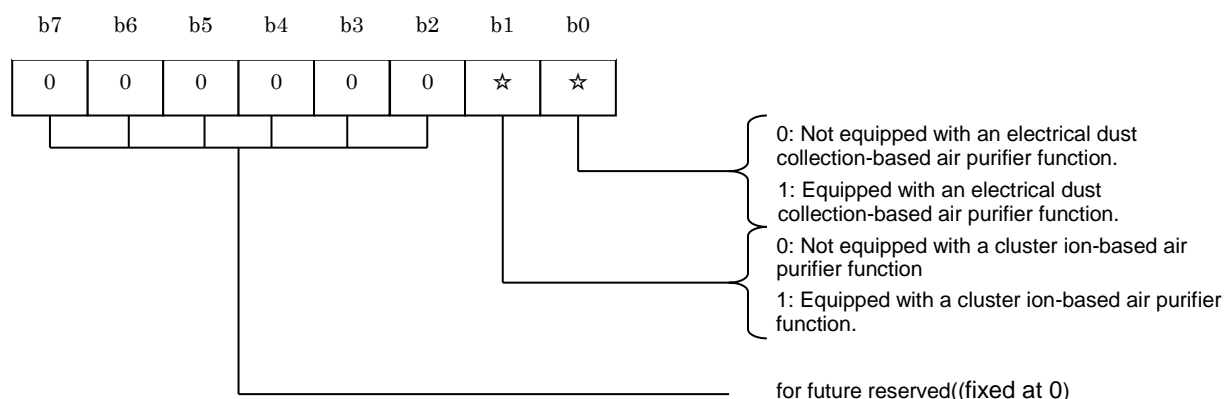 b7 b6 b5 b4 b3 b2 b1 b0
0 0 0 0 0 0 ☆ ☆
0: Not equipped with an electrical dust
collection-based air purifier function.
1: Equipped with an electrical dust
collection-based air purifier function.
0: Not equipped with a cluster ion-based air
purifier function
1: Equipped with a cluster ion-based air purifier
function.
for future reserved((fixed at 0)